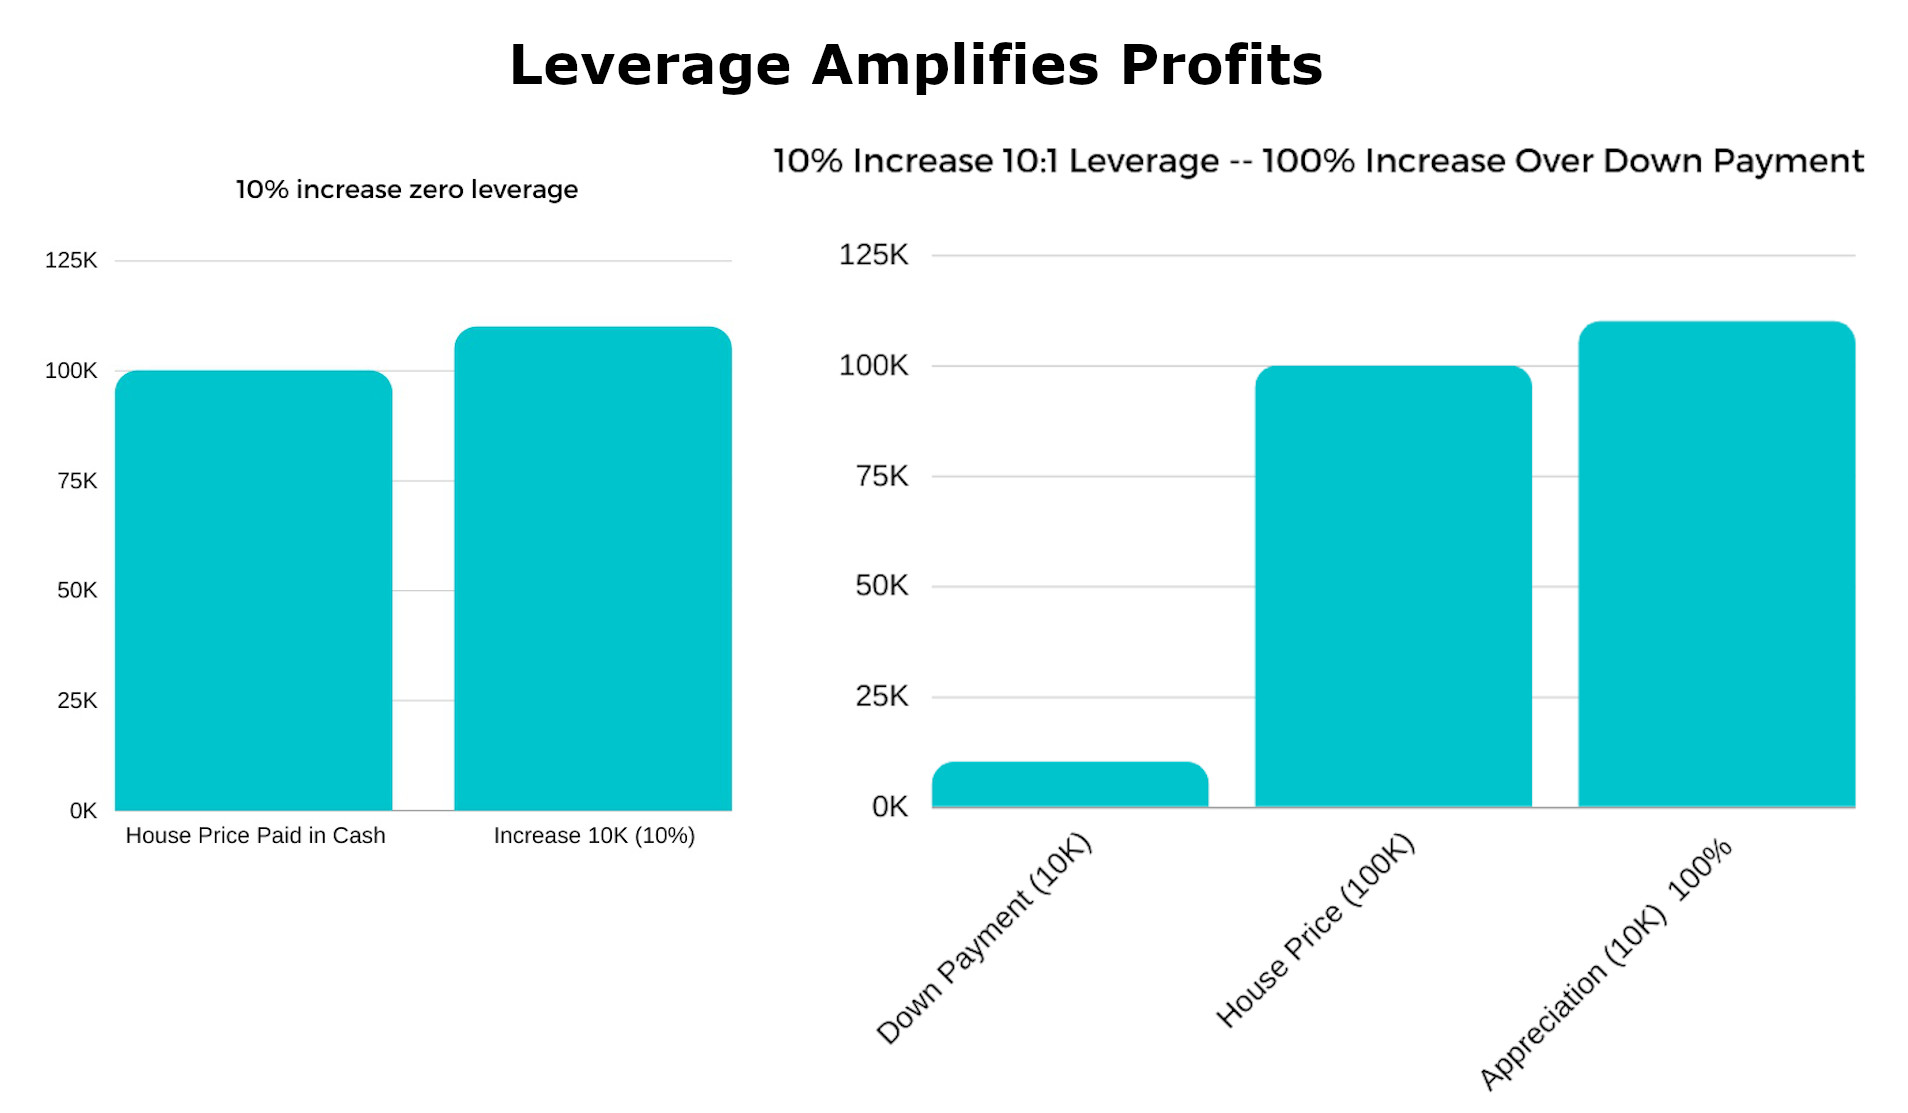 Leverage Amplifies Profits
10% increase zero leverage
125K
100K
75K
50K
25K
0K
House Price Paid in Cash
Increase 10K (10%)
10% Increase 10:1 Leverage -- 100% Increase Over Down Payment
125K
100K
75K
50K
25K
0K
Down Payment (10K)
House Price (100K)
Appreciation (10K) 100%